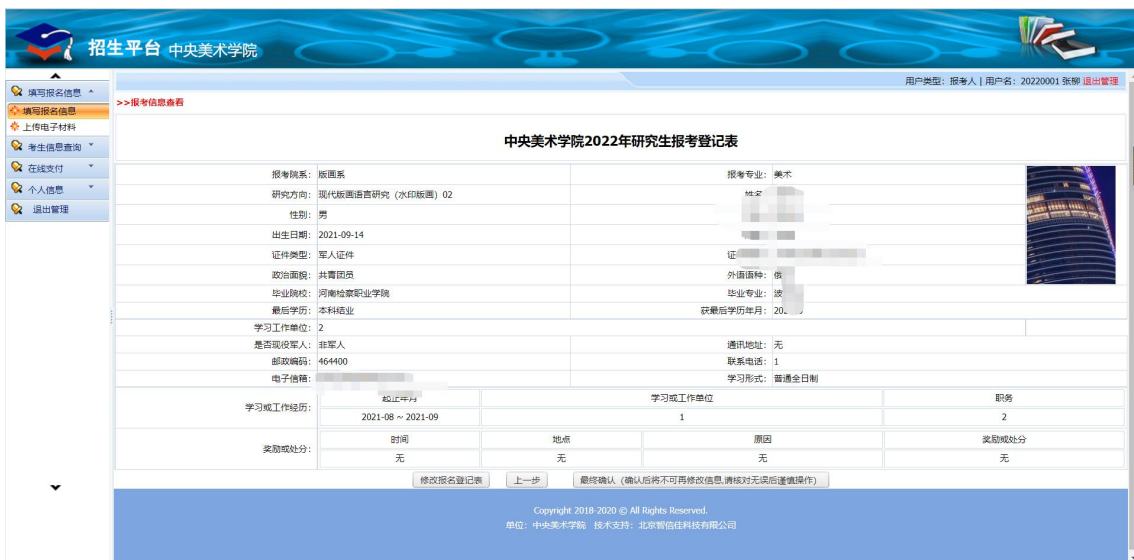 招生平台 中央美术学院
用户类型：报考人 | 用户名：20220001 张柳 退出管理
填写报名信息
填写报名信息
上传电子材料
考生信息查询
在线支付
个人信息
退出管理
>>报考信息查看
中央美术学院2022年研究生报考登记表
报考院系： 版画系 报考专业： 美术
研究方向： 现代版画语言研究（水印版画）02 姓名
性别： 男
出生日期： 2021-09-14
证件类型： 军人证件 证
政治面貌： 共青团员 外语语种： 俄
毕业院校： 河南检察职业学院 毕业专业： 波
最后学历： 本科结业 获最后学历年月：
学习工作单位： 2
是否现役军人： 非军人 通讯地址： 无
邮政编码： 464400 联系电话： 1
电子信箱： 学习形式： 普通全日制
学习或工作经历： 起止年月 学习或工作单位 职务
2021-08 ~ 2021-09 1 2
奖励或处分： 时间 地点 原因 奖励或处分
无 无 无 无
修改报名登记表 上一步 最终确认（确认后将不可再修改信息,请核对无误后谨慎操作）
Copyright 2018-2020 © All Rights Reserved.
单位：中央美术学院 技术支持：北京智信佳科技有限公司